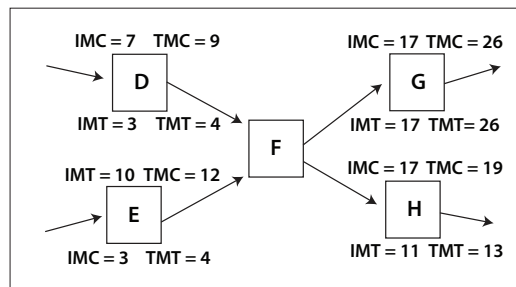 IMC = 7 TMC = 9
D
IMT = 3 TMT = 4
IMT = 10 TMC = 12
E
IMC = 3 TMT = 4
F
IMC = 17 TMC = 26
G
IMT = 17 TMT= 26
IMC = 17 TMC = 19
H
IMT = 11 TMT = 13